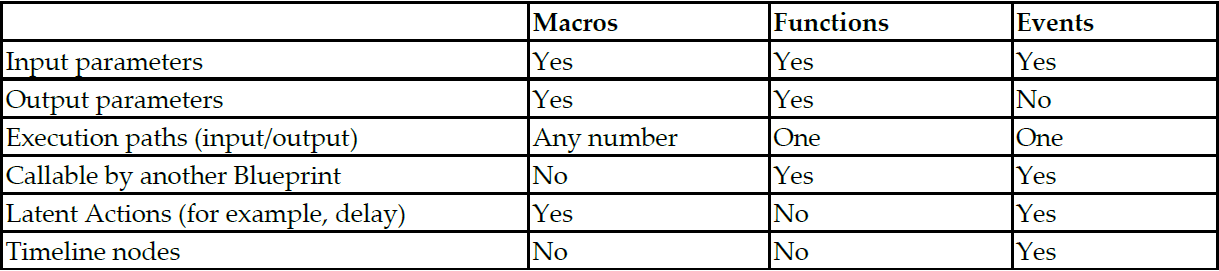 Macros Functions Events
Input parameters Yes Yes Yes
Output parameters Yes Yes No
Execution paths (input/output) Any number One One
Callable by another Blueprint No Yes Yes
Latent Actions (for example, delay) Yes No Yes
Timeline nodes No No Yes